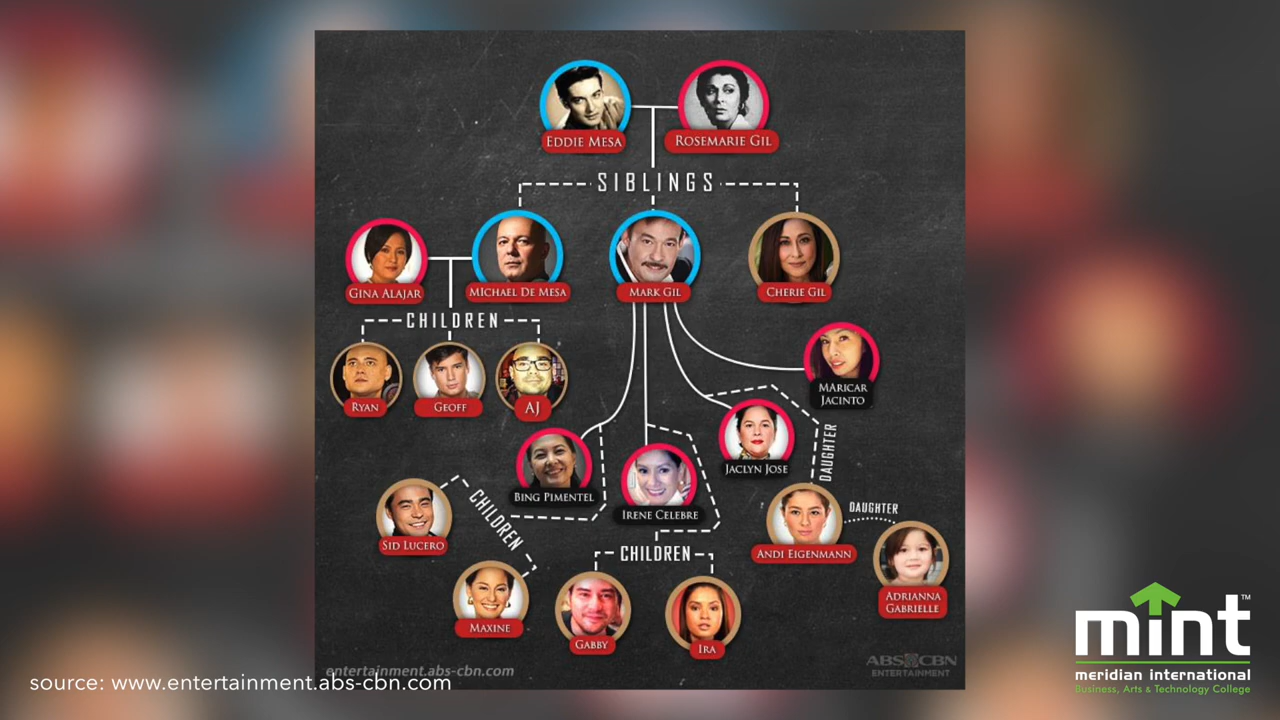 EDDIE MESA
ROSEMARIE GIL
SIBLINGS
GINA ALAJAR
MICHAEL DE MESA
MARK GIL
CHERIE GIL
CHILDREN
RYAN
GEOFF
AJ
MARICAR
JACINTO
JACLYN JOSE
DAUGHTER
BING PIMENTEL
IRENE CELEBRE
SID LUCERO
CHILDREN
MAXINE
CHILDREN
GABBY
IRA
ANDI EIGENMANN
DAUGHTER
ADRIANNA
GABRIELLE
entertainment.abs-cbn.com
ABS CBN
ENTERTAINMENT
source: www.entertainment.abs-cbn.com
mint TM
meridian international
Business, Arts & Technology College